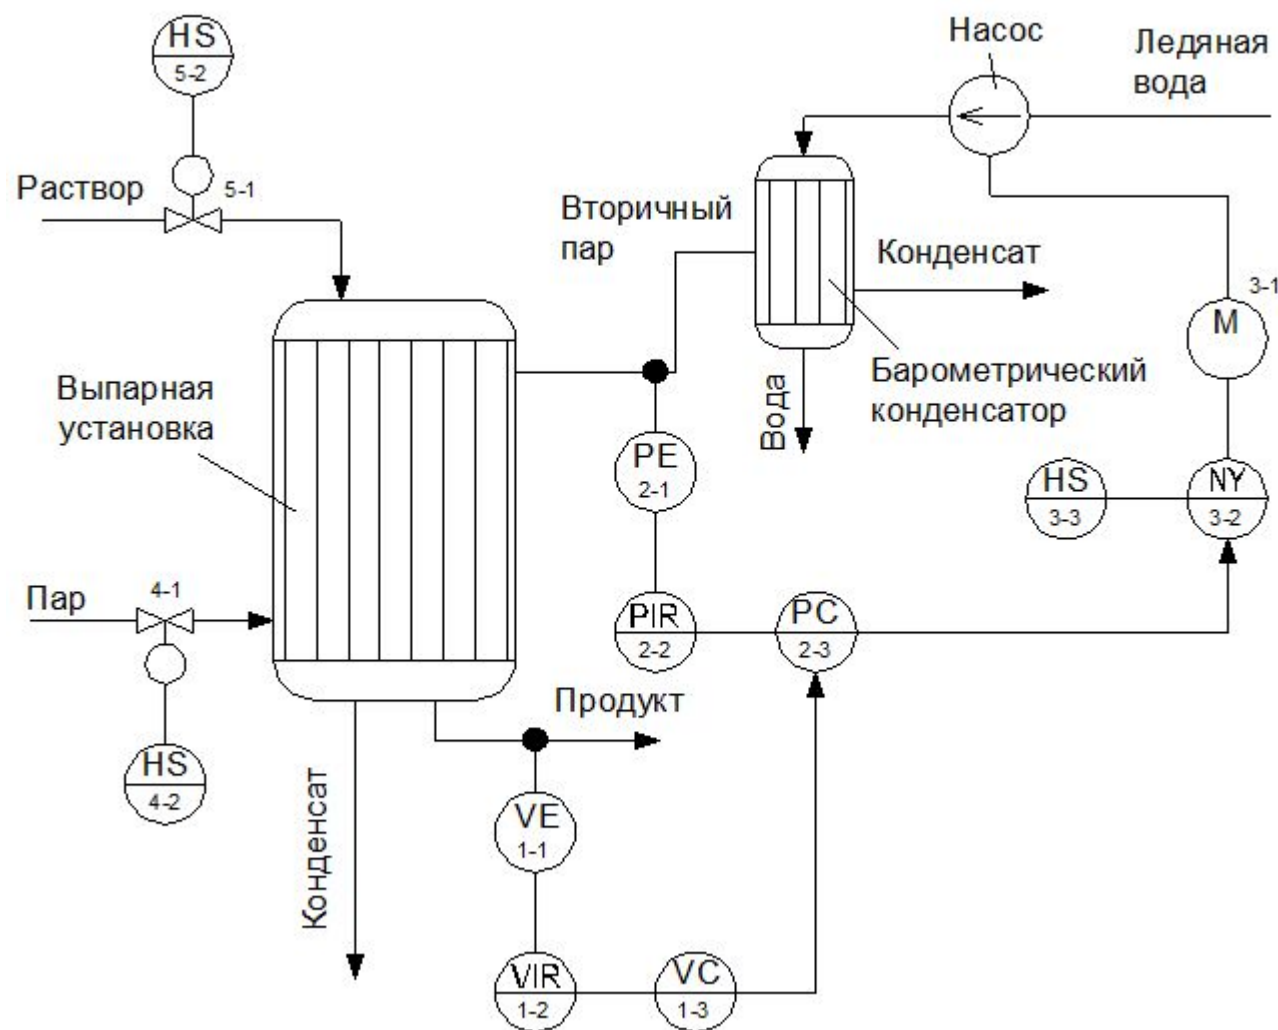 HS
5-2
Насос
Ледяная
вода
Раствор
5-1
Вторичный
пар
Конденсат
3-1
М
Выпарная
установка
Барометрический
конденсатор
Вода
PE
2-1
HS
3-3
NY
3-2
Пар
4-1
PIR
2-2
PC
2-3
Продукт
HS
4-2
Конденсат
VE
1-1
VIR
1-2
VC
1-3